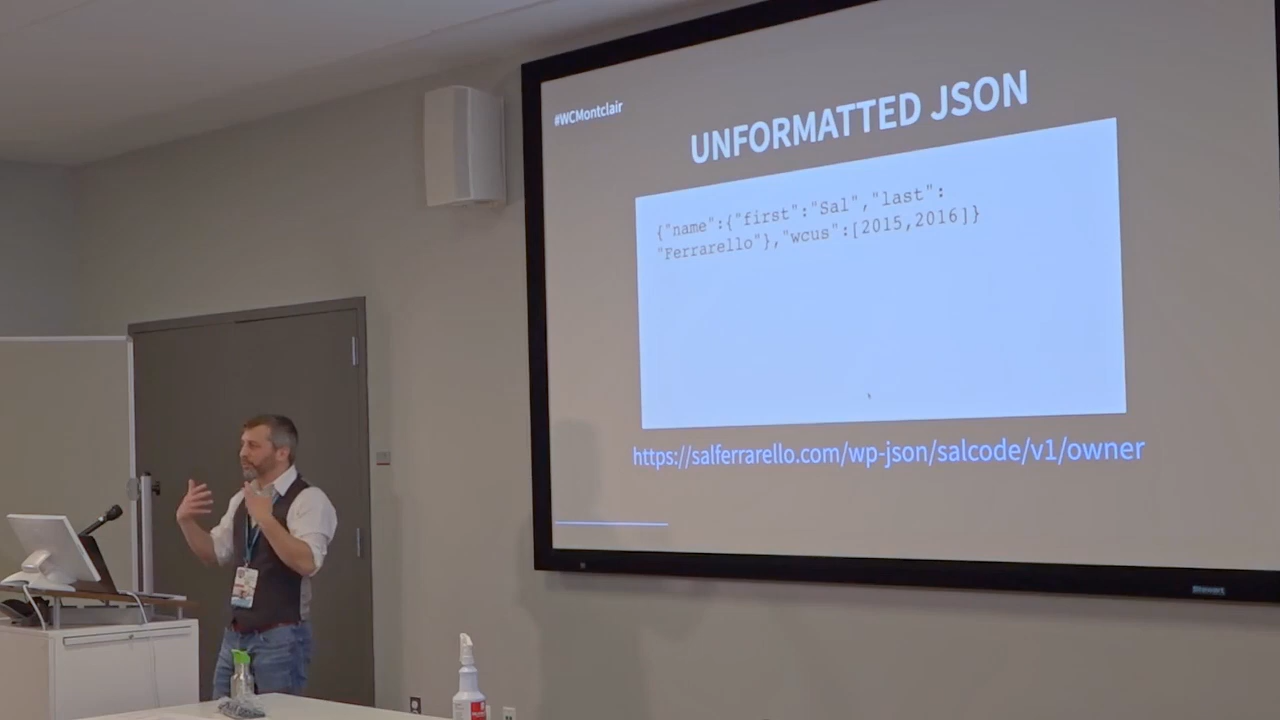 #WCMontclair
UNFORMATTED JSON
{"name":{"first":"Sal","last":
"Ferrarello"},"wcus":[2015,2016]}
https://salferrarello.com/wp-json/salcode/v1/owner
Stewart